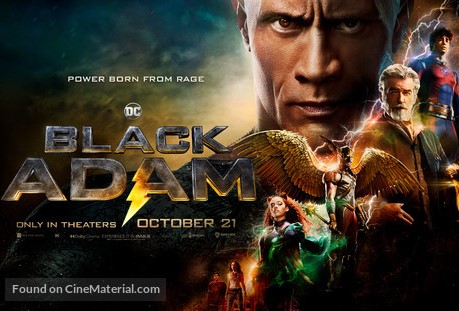 POWER BORN FROM RAGE
DC
BLACK
ADAM
ONLY IN THEATERS OCTOBER 21
Found on CineMaterial.com